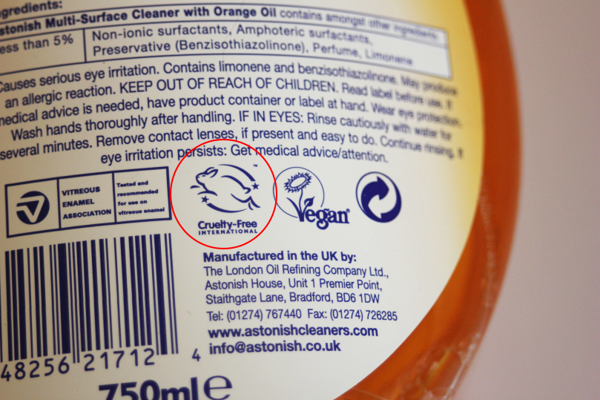 ngredients:
stonish Multi-Surface Cleaner with Orange Oil contains amongst other ingredients
ess than 5% Non-ionic surfactants, Amphoteric surfactants,
Preservative (Benzisothiazolinone), Perfume, Limonene
Causes serious eye irritation. Contains limonene and benzisothiazolinone. May produce
an allergic reaction. KEEP OUT OF REACH OF CHILDREN. Read label before use. If
medical advice is needed, have product container or label at hand. Wear eye protection.
Wash hands thoroughly after handling. IF IN EYES: Rinse cautiously with water for
several minutes. Remove contact lenses, if present and easy to do. Continue rinsing. If
eye irritation persists: Get medical advice/attention.
VITREOUS
ENAMEL
ASSOCIATION
Tested and
recommended
for use on
vitreous enamel
Cruelty-Free
INTERNATIONAL
Vegan
Manufactured in the UK by:
The London Oil Refining Company Ltd.,
Astonish House, Unit 1 Premier Point,
Staithgate Lane, Bradford, BD6 1DW
Tel: (01274) 767440 Fax: (01274) 726285
www.astonishcleaners.com
info@astonish.co.uk
48256 21712 4
750ml e